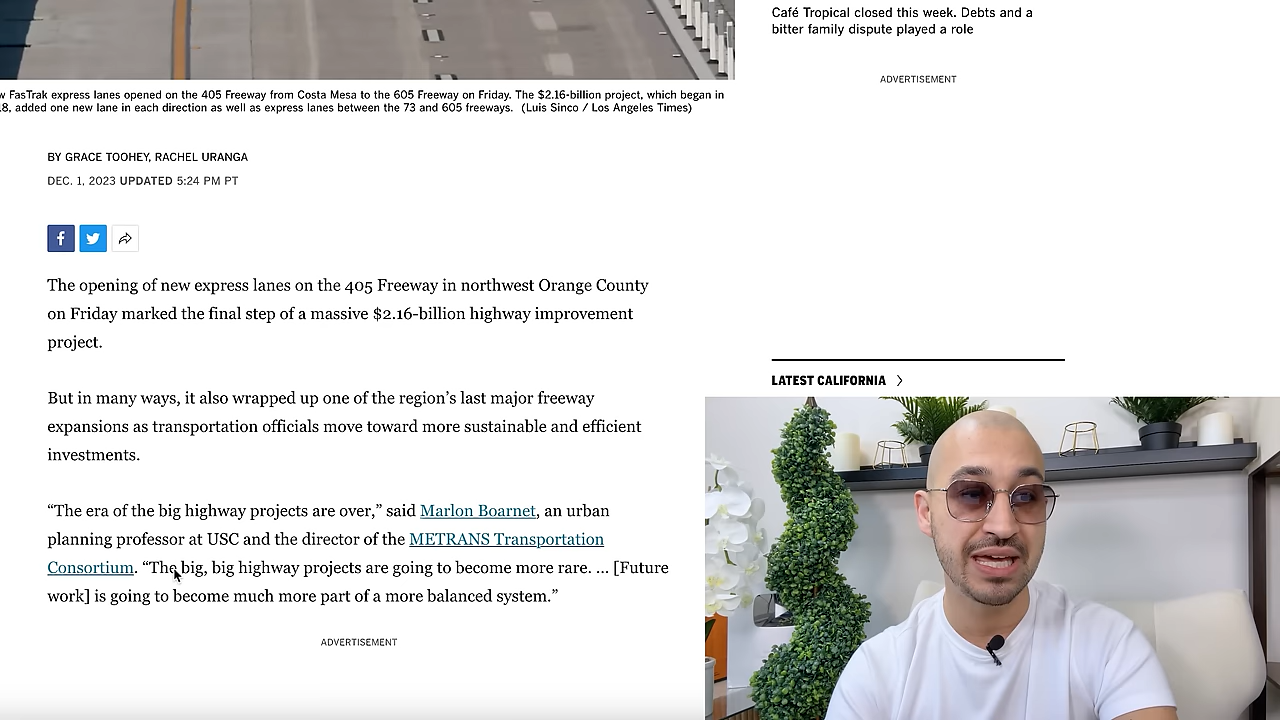 Café Tropical closed this week. Debts and a
bitter family dispute played a role
ADVERTISEMENT
FasTrak express lanes opened on the 405 Freeway from Costa Mesa to the 605 Freeway on Friday. The $2.16-billion project, which began in
added one new lane in each direction as well as express lanes between the 73 and 605 freeways. (Luis Sinco / Los Angeles Times)
BY GRACE TOOHEY, RACHEL URANGA
DEC. 1, 2023 UPDATED 5:24 PM PT
The opening of new express lanes on the 405 Freeway in northwest Orange County
on Friday marked the final step of a massive $2.16-billion highway improvement
project.
But in many ways, it also wrapped up one of the region’s last major freeway
expansions as transportation officials move toward more sustainable and efficient
investments.
“The era of the big highway projects are over,” said Marlon Boarnet, an urban
planning professor at USC and the director of the METRANS Transportation
Consortium. “The big, big highway projects are going to become more rare. ... [Future
work] is going to become much more part of a more balanced system.”
ADVERTISEMENT
LATEST CALIFORNIA